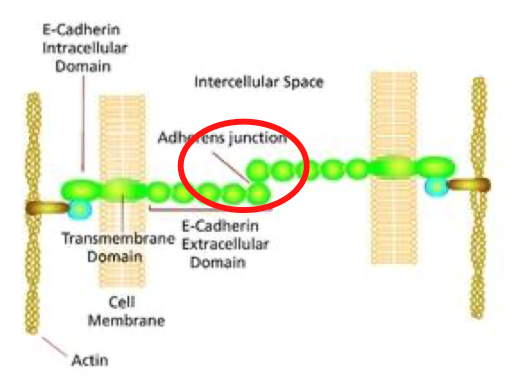 E-Cadherin
Intracellular
Domain
Intercellular Space
Adherens junction
Transmembrane
Domain
E-Cadherin
Extracellular
Domain
Cell
Membrane
Actin